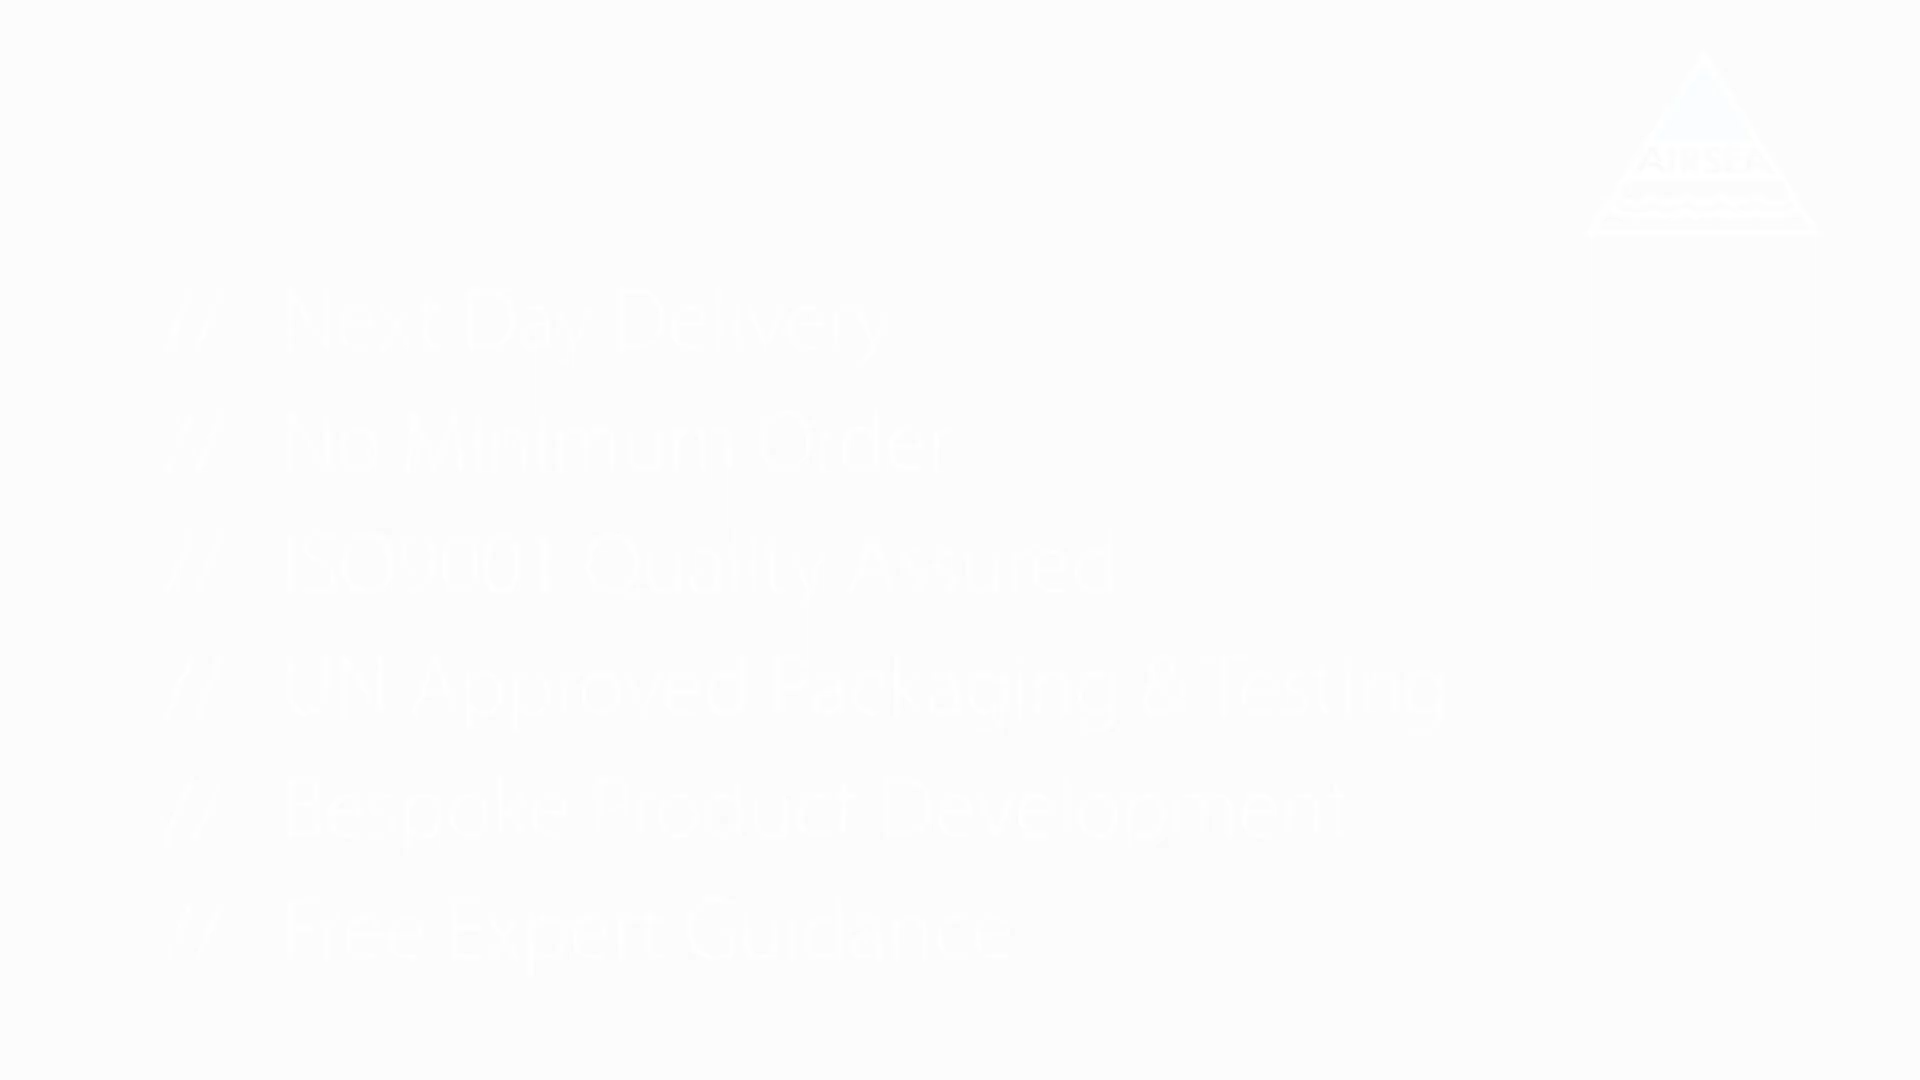 AIRSEA
// Next Day Delivery
// No Minimum Order
// ISO9001 Quality Assured
// UN Approved Packaging & Testing
// Bespoke Product Development
// Free Expert Guidance